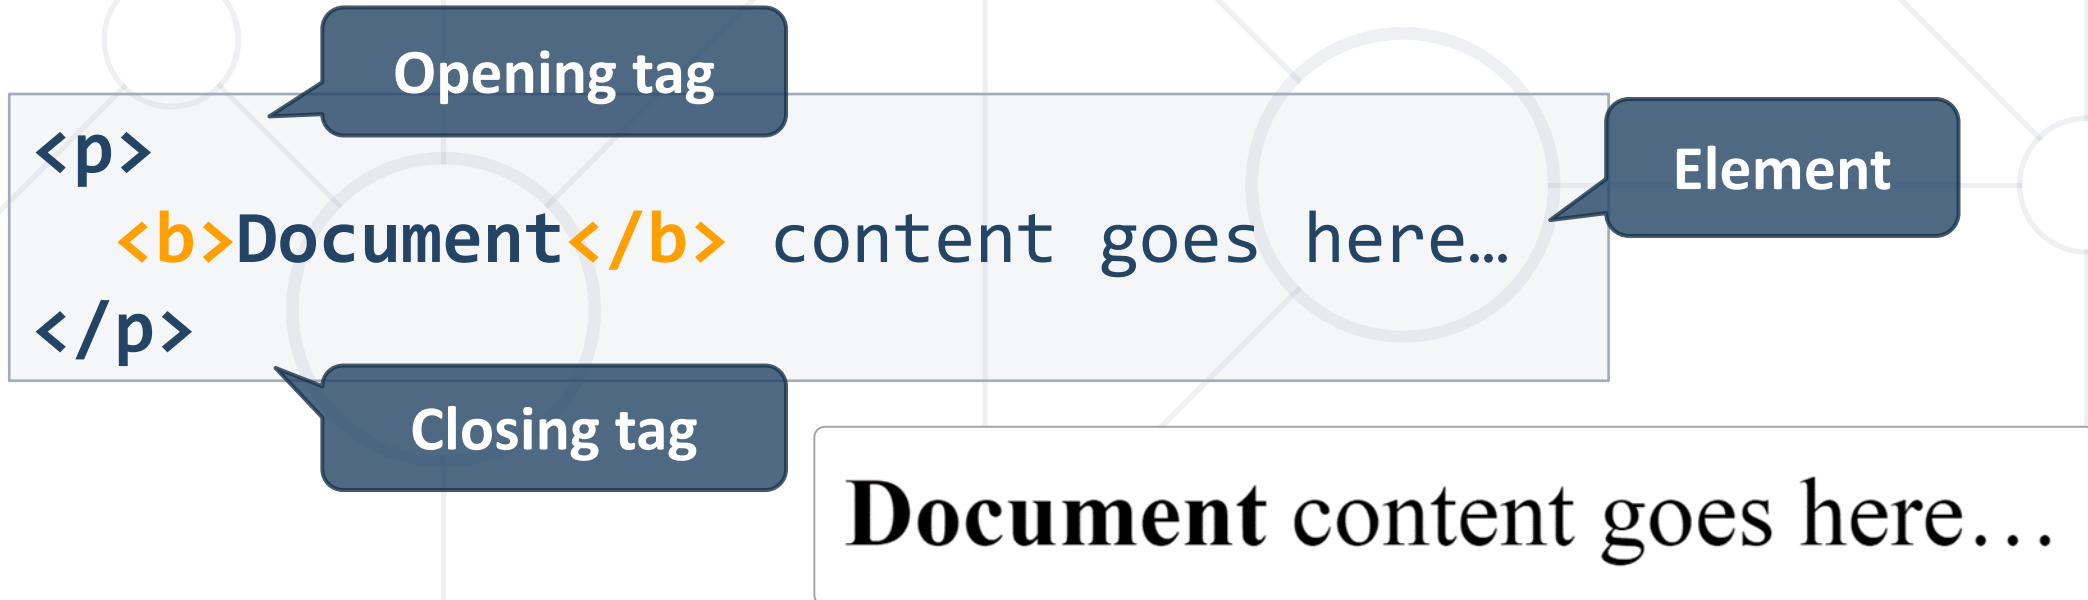 Opening tag
<p>
Element
<b>Document</b> content goes here…
</p>
Closing tag
Document content goes here…